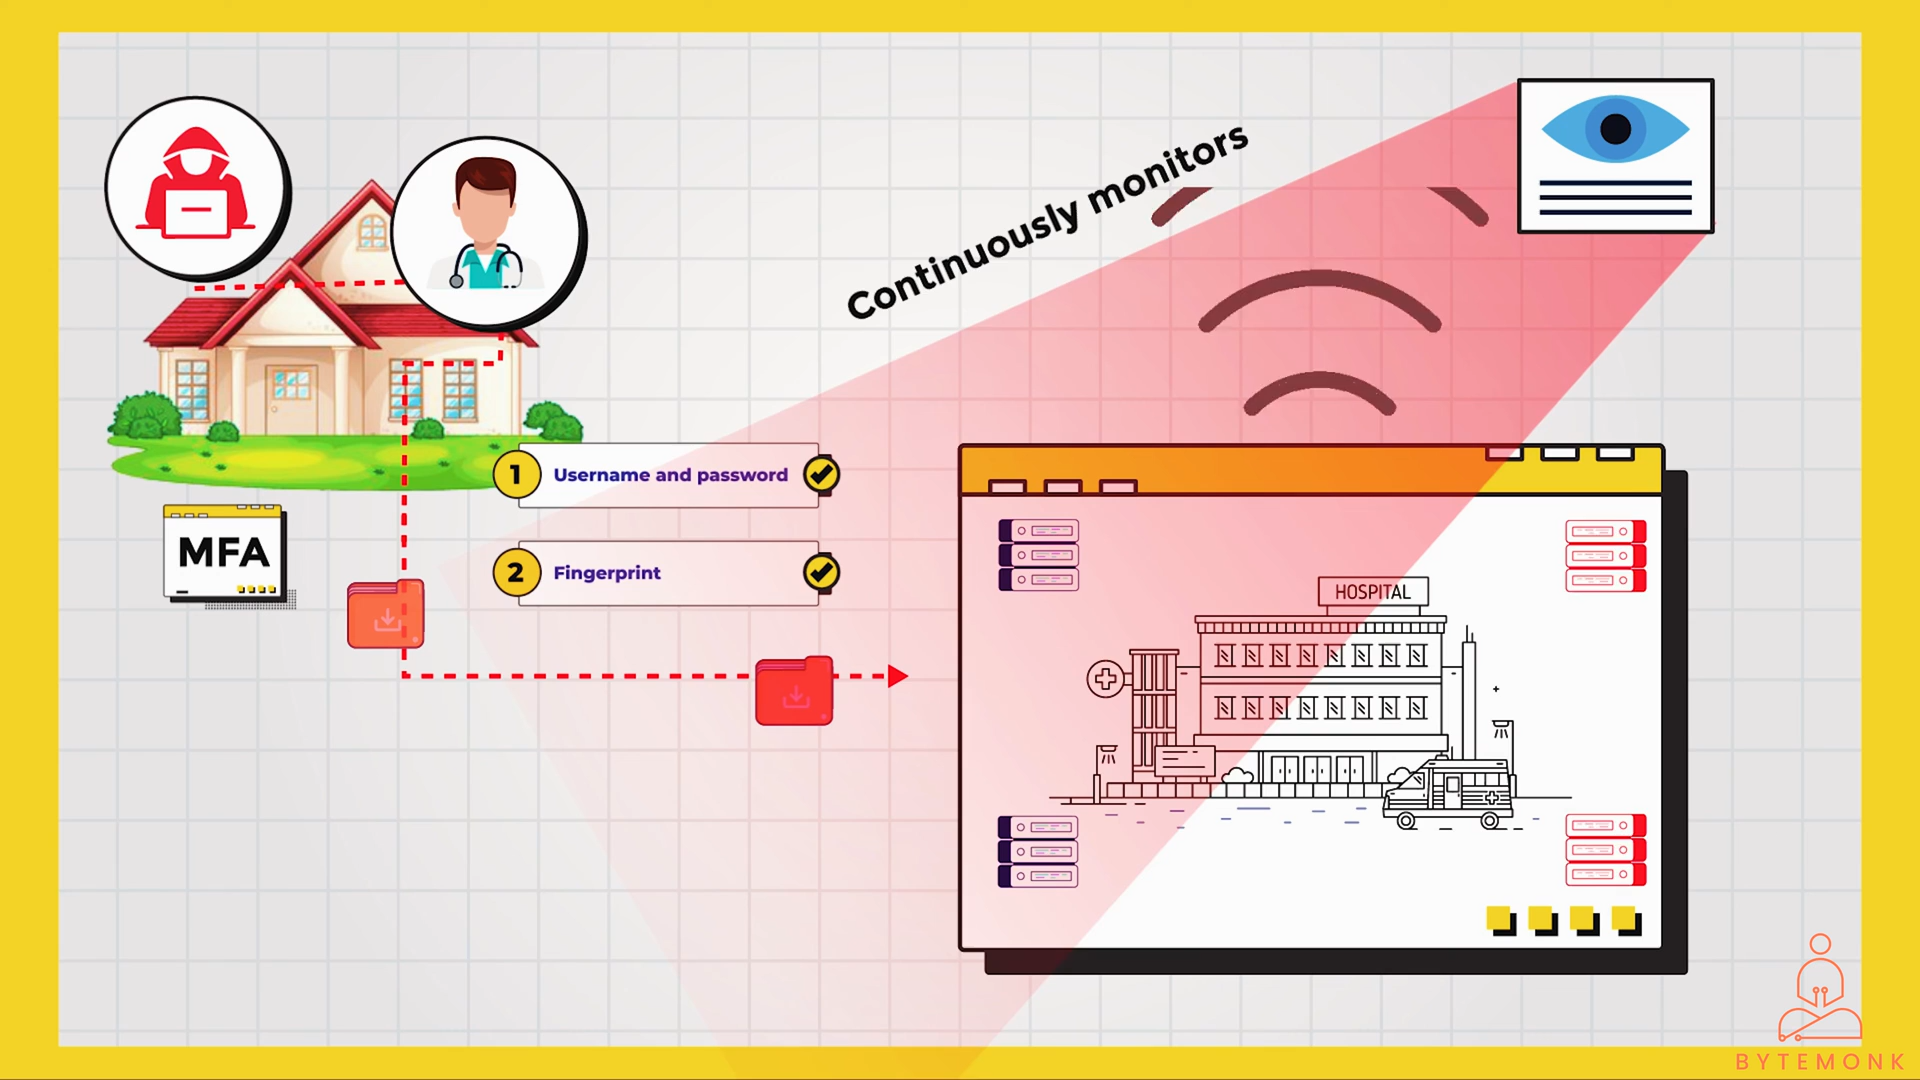 Continuously monitors
1 Username and password
MFA
2 Fingerprint
HOSPITAL
BYTEMONK